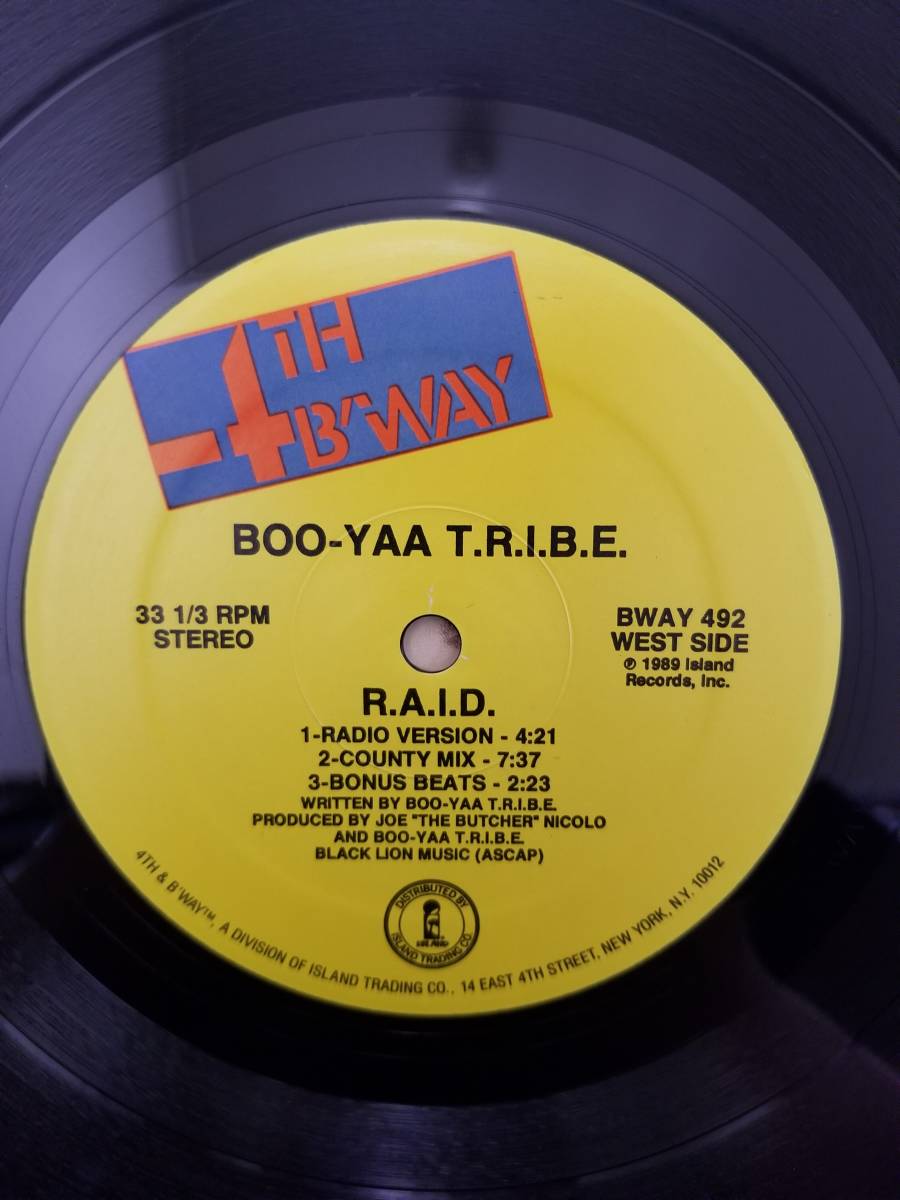 4TH
B'WAY
BOO-YAA T.R.I.B.E.
33 1/3 RPM
STEREO
BWAY 492
WEST SIDE
℗ 1989 Island
Records, Inc.
R.A.I.D.
1-RADIO VERSION - 4:21
2-COUNTY MIX - 7:37
3-BONUS BEATS - 2:23
WRITTEN BY BOO-YAA T.R.I.B.E.
PRODUCED BY JOE "THE BUTCHER" NICOLO
AND BOO-YAA T.R.I.B.E.
BLACK LION MUSIC (ASCAP)
DISTRIBUTED BY
ISLAND
ISLAND TRADING CO.
4TH & B'WAY™, A DIVISION OF ISLAND TRADING CO., 14 EAST 4TH STREET, NEW YORK, N.Y. 10012